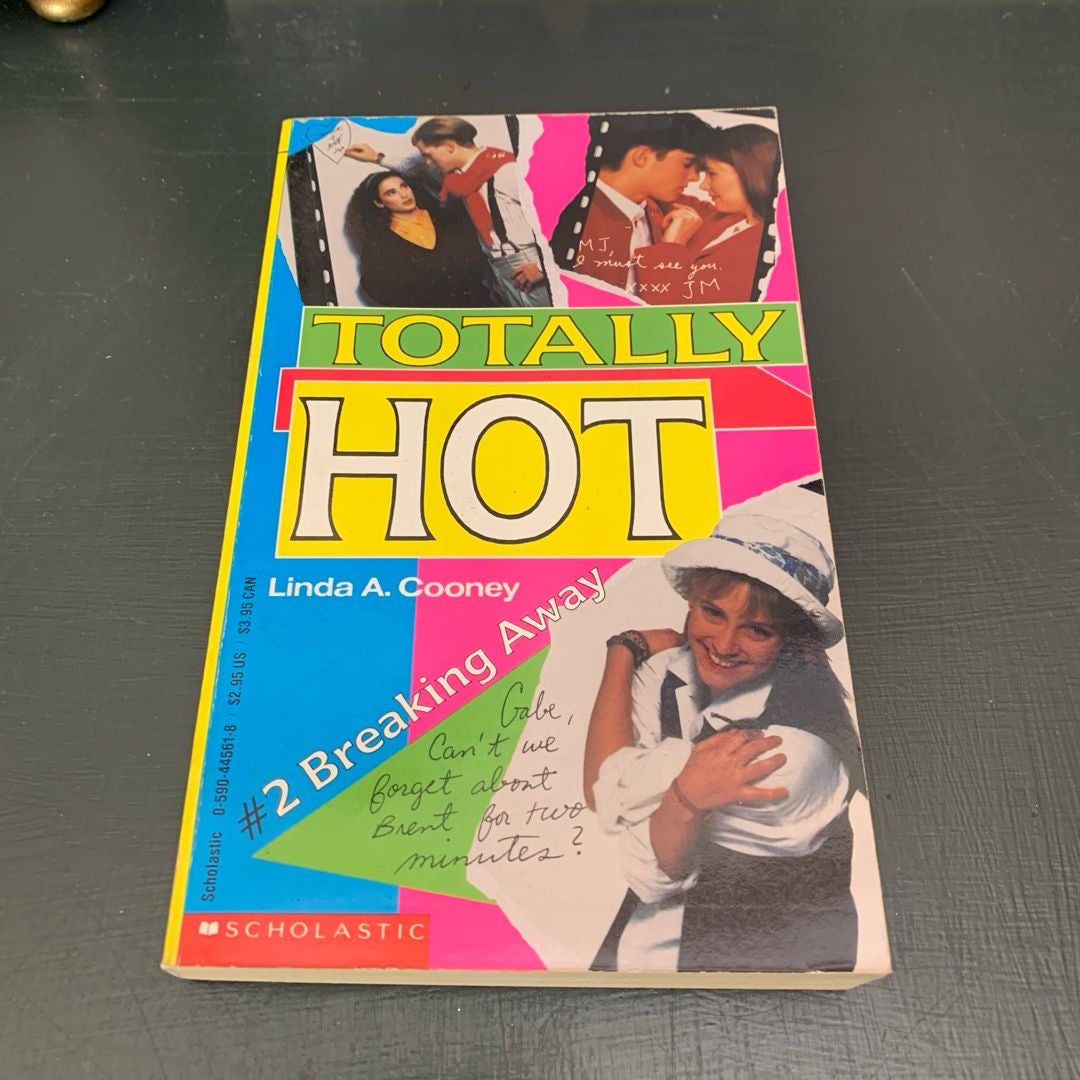 MJ,
I must see you.
xxxx JM
TOTALLY
HOT
Linda A. Cooney
#2 Breaking Away
Gabe,
Can't we
forget about
Brent for two
minutes?
Scholastic 0-590-44561-8 / $2.95 US / $3.95 CAN
SCHOLASTIC